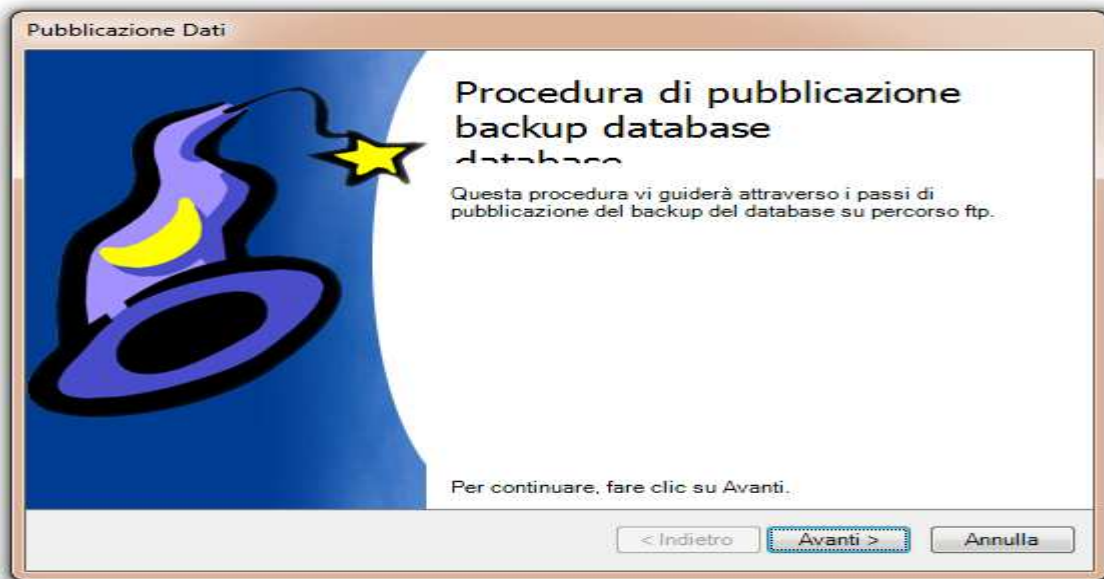 Pubblicazione Dati
Procedura di pubblicazione
backup database
database
Questa procedura vi guiderà attraverso i passi di
pubblicazione del backup del database su percorso ftp.
Per continuare, fare clic su Avanti.
< Indietro
Avanti >
Annulla